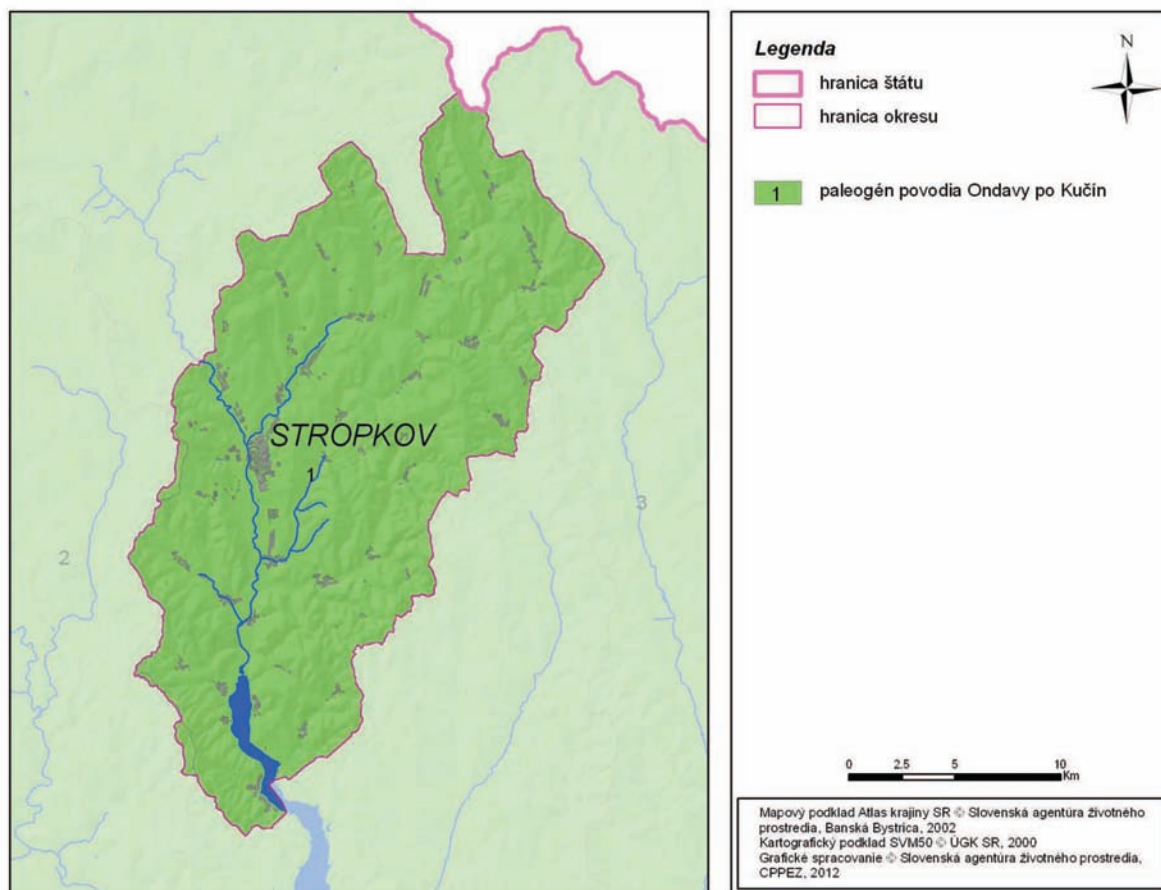 STROPKOV
1
2
3
Legenda
N
hranica štátu
hranica okresu
1 paleogén povodia Ondavy po Kučín
0 2.5 5 10
Km
Mapový podklad Atlas krajiny SR © Slovenská agentúra životného
prostredia, Banská Bystrica, 2002
Kartografický podklad SVM50 © ÚGK SR, 2000
Grafické spracovanie © Slovenská agentúra životného prostredia,
CPPEZ, 2012